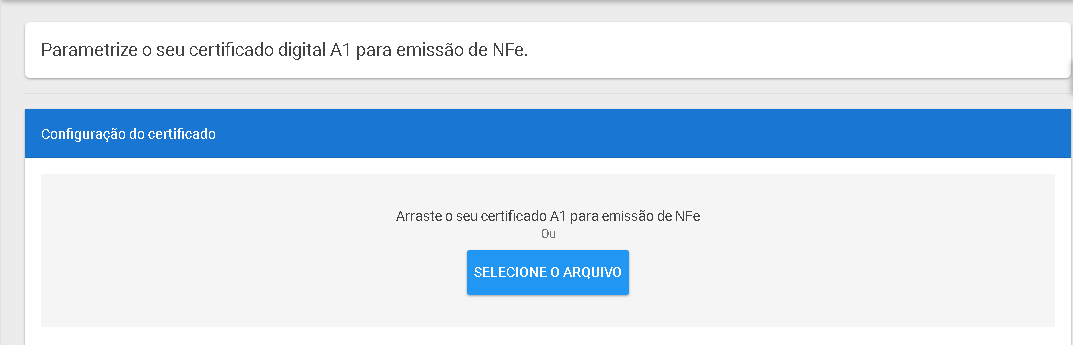 Parametrize o seu certificado digital A1 para emissão de NFe.
Configuração do certificado
Arraste o seu certificado A1 para emissão de NFe
Ou
SELECIONE O ARQUIVO